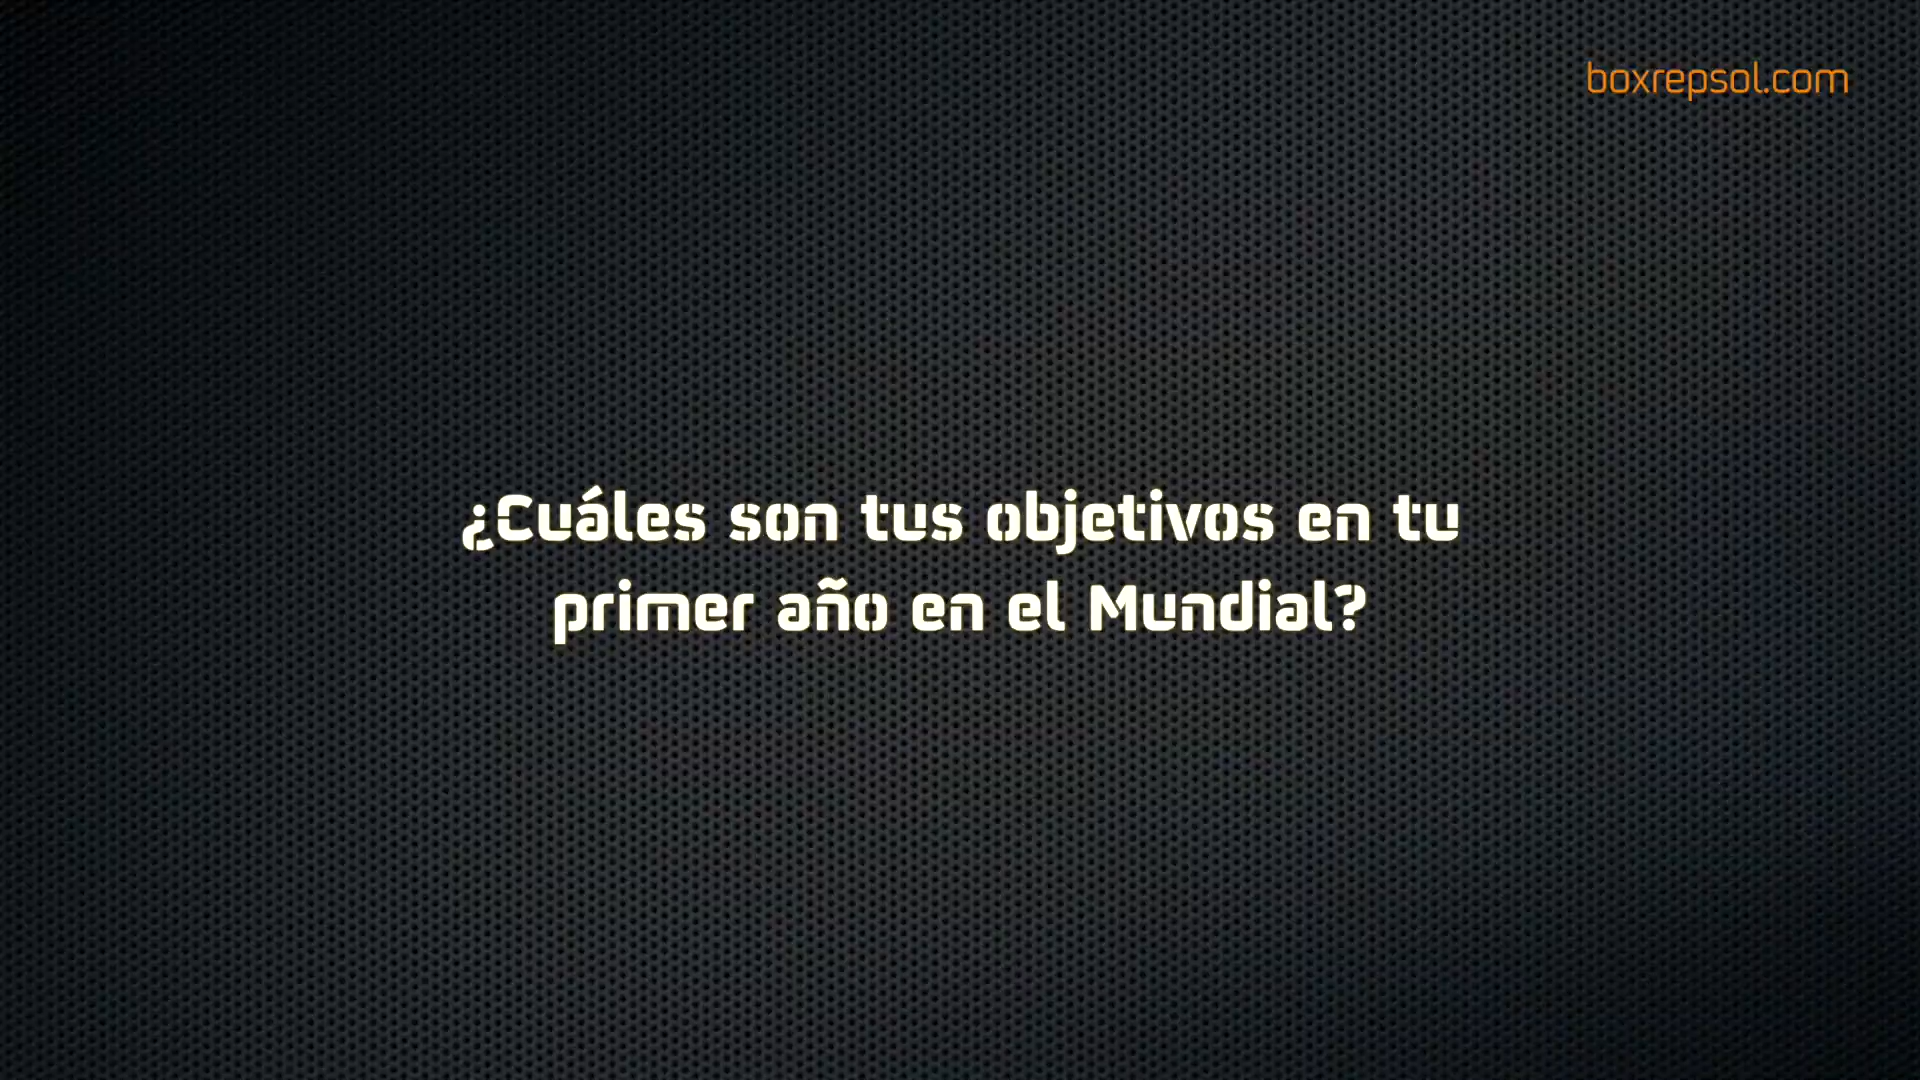 boxrepsol.com
¿Cuáles son tus objetivos en tu
primer año en el Mundial?